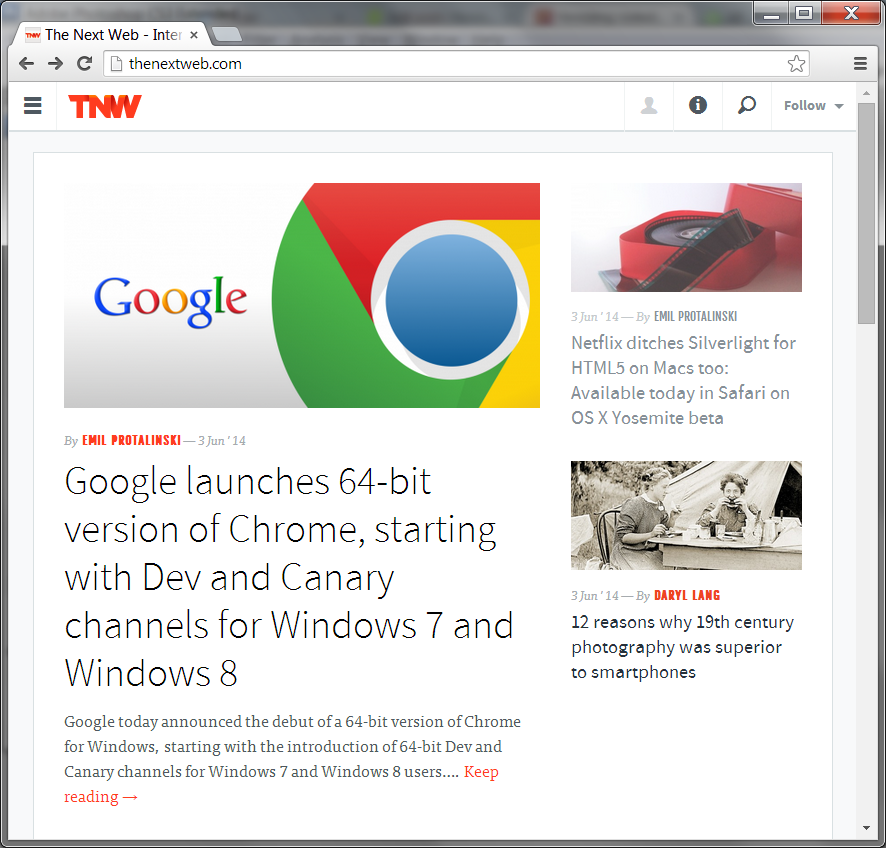 The Next Web - Inter
thenextweb.com
TNW
Follow
Google
By EMIL PROTALINSKI — 3 Jun ' 14
Google launches 64-bit
version of Chrome, starting
with Dev and Canary
channels for Windows 7 and
Windows 8
Google today announced the debut of a 64-bit version of Chrome
for Windows, starting with the introduction of 64-bit Dev and
Canary channels for Windows 7 and Windows 8 users.... Keep
reading →
3 Jun ' 14 — By EMIL PROTALINSKI
Netflix ditches Silverlight for
HTML5 on Macs too:
Available today in Safari on
OS X Yosemite beta
3 Jun ' 14 — By DARYL LANG
12 reasons why 19th century
photography was superior
to smartphones